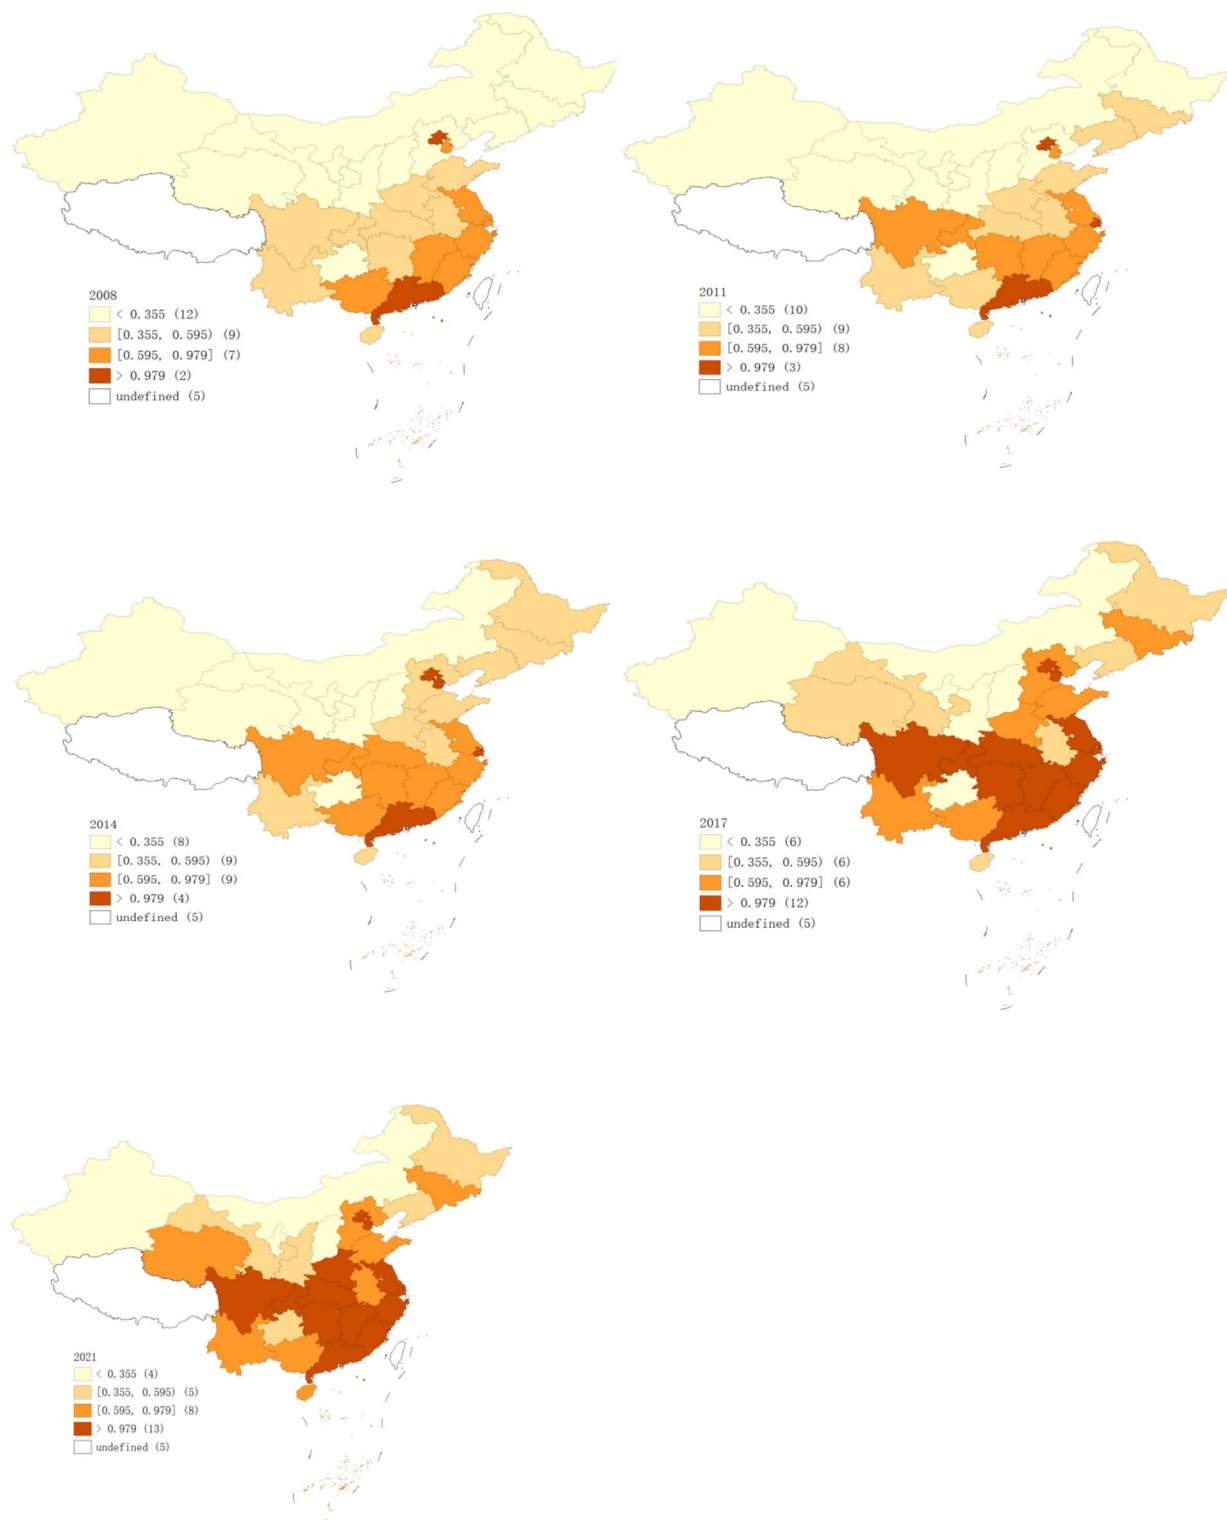 2008
< 0.355 (12)
[0.355, 0.595) (9)
[0.595, 0.979] (7)
> 0.979 (2)
undefined (5)
2011
< 0.355 (10)
[0.355, 0.595) (9)
[0.595, 0.979] (8)
> 0.979 (3)
undefined (5)
2014
< 0.355 (8)
[0.355, 0.595) (9)
[0.595, 0.979] (9)
> 0.979 (4)
undefined (5)
2017
< 0.355 (6)
[0.355, 0.595) (6)
[0.595, 0.979] (6)
> 0.979 (12)
undefined (5)
2021
< 0.355 (4)
[0.355, 0.595) (5)
[0.595, 0.979] (8)
> 0.979 (13)
undefined (5)